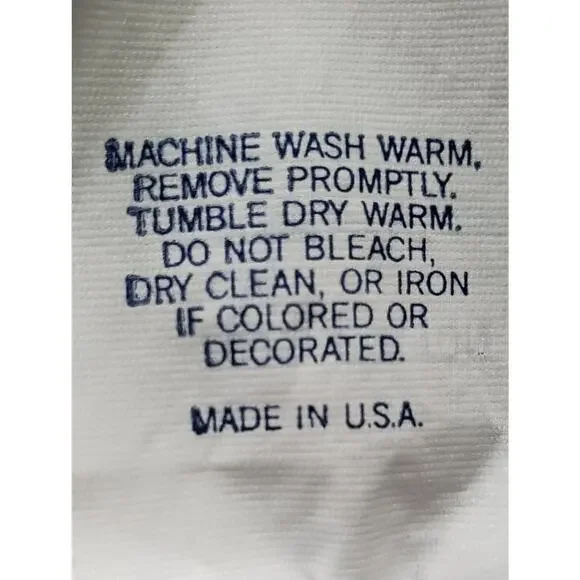 MACHINE WASH WARM,
REMOVE PROMPTLY.
TUMBLE DRY WARM.
DO NOT BLEACH,
DRY CLEAN, OR IRON
IF COLORED OR
DECORATED.
MADE IN U.S.A.